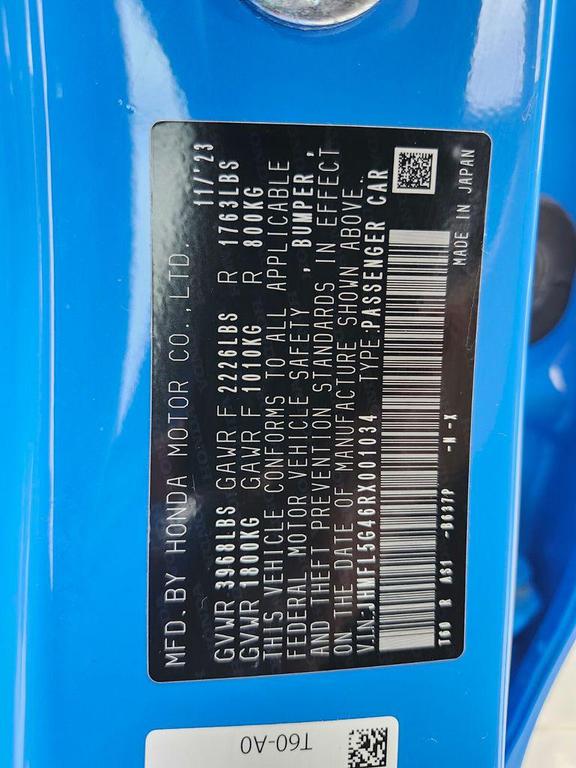 MFD. BY HONDA MOTOR CO., LTD. 11/'23
GVWR 3968LBS GAWR F 2226LBS R 1763LBS
GVWR 1800KG GAWR F 1010KG R 800KG
THIS VEHICLE CONFORMS TO ALL APPLICABLE
FEDERAL MOTOR VEHICLE SAFETY , BUMPER,
AND THEFT PREVENTION STANDARDS IN EFFECT
ON THE DATE OF MANUFACTURE SHOWN ABOVE.
V.I.N:JHMFL5G46RX001034 TYPE:PASSENGER CAR
T60 R AS1 -B637P -N -X
MADE IN JAPAN
T60-A0